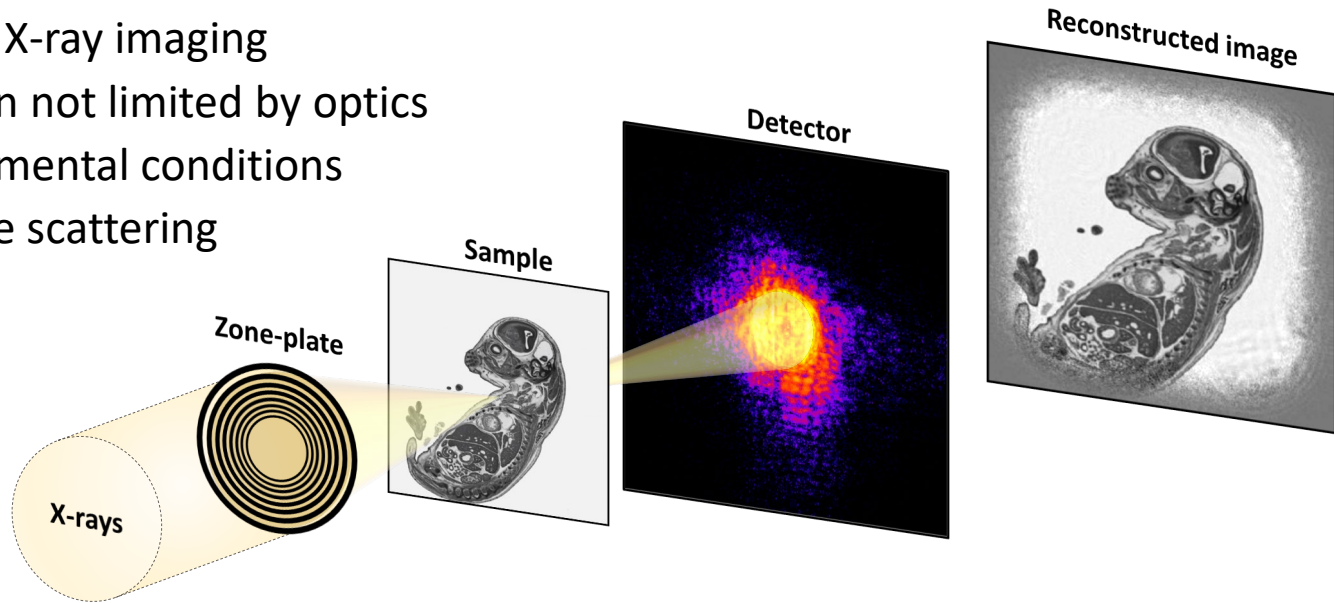 X-ray imaging
n not limited by optics
mental conditions
e scattering
Reconstructed image
Detector
Sample
Zone-plate
X-rays